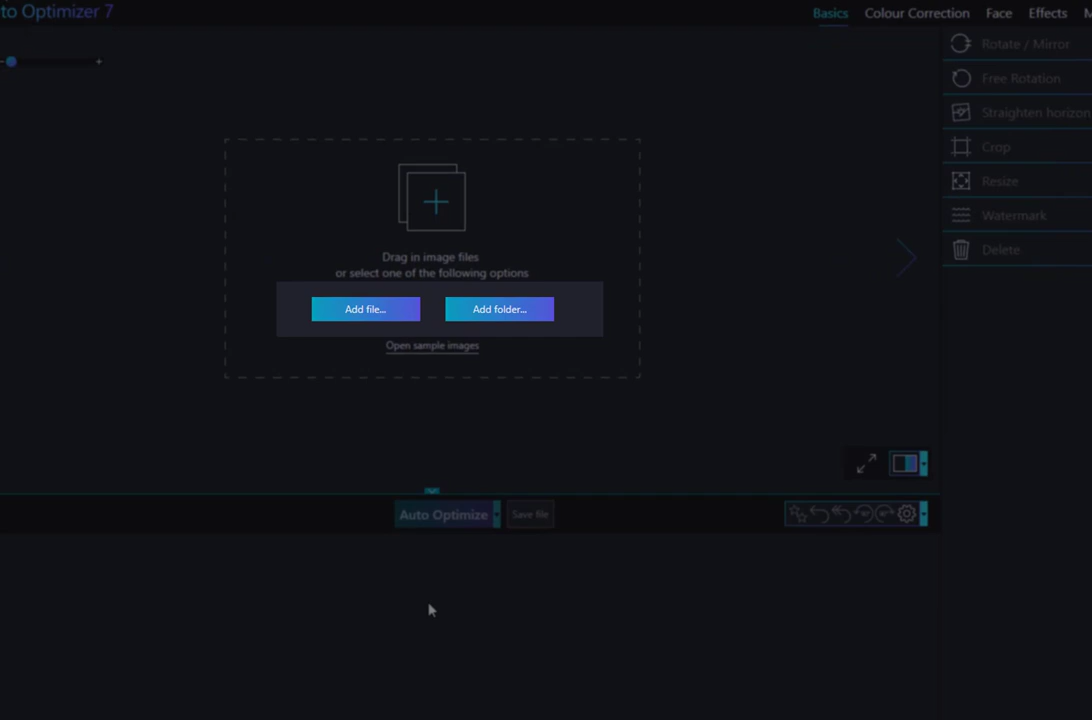 to Optimizer 7
Basics Colour Correction Face Effects
Rotate / Mirror
Free Rotation
Straighten horizon
Crop
Resize
Watermark
Delete
Drag in image files
or select one of the following options
Add file... Add folder...
Open sample images
Auto Optimize Save file